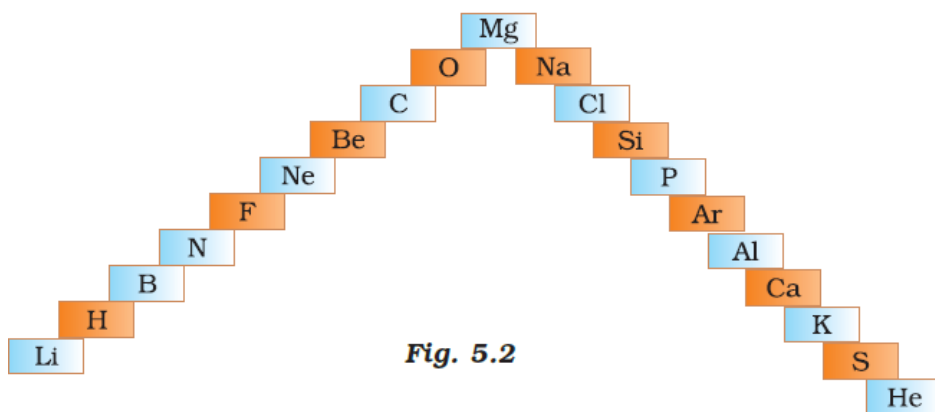 Mg
O Na
C Cl
Be Si
Ne P
F Ar
N Al
B Ca
H K
Li Fig. 5.2 S
He